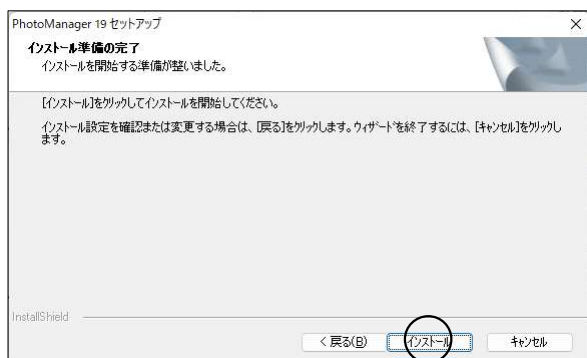 PhotoManager 19 セットアップ
インストール準備の完了
インストールを開始する準備が整いました。
[インストール]をクリックしてインストールを開始してください。
インストール設定を確認または変更する場合は、[戻る]をクリックします。ウィザードを終了するには、[キャンセル]をクリックし
ます。
InstallShield
< 戻る(B)
インストール
キャンセル